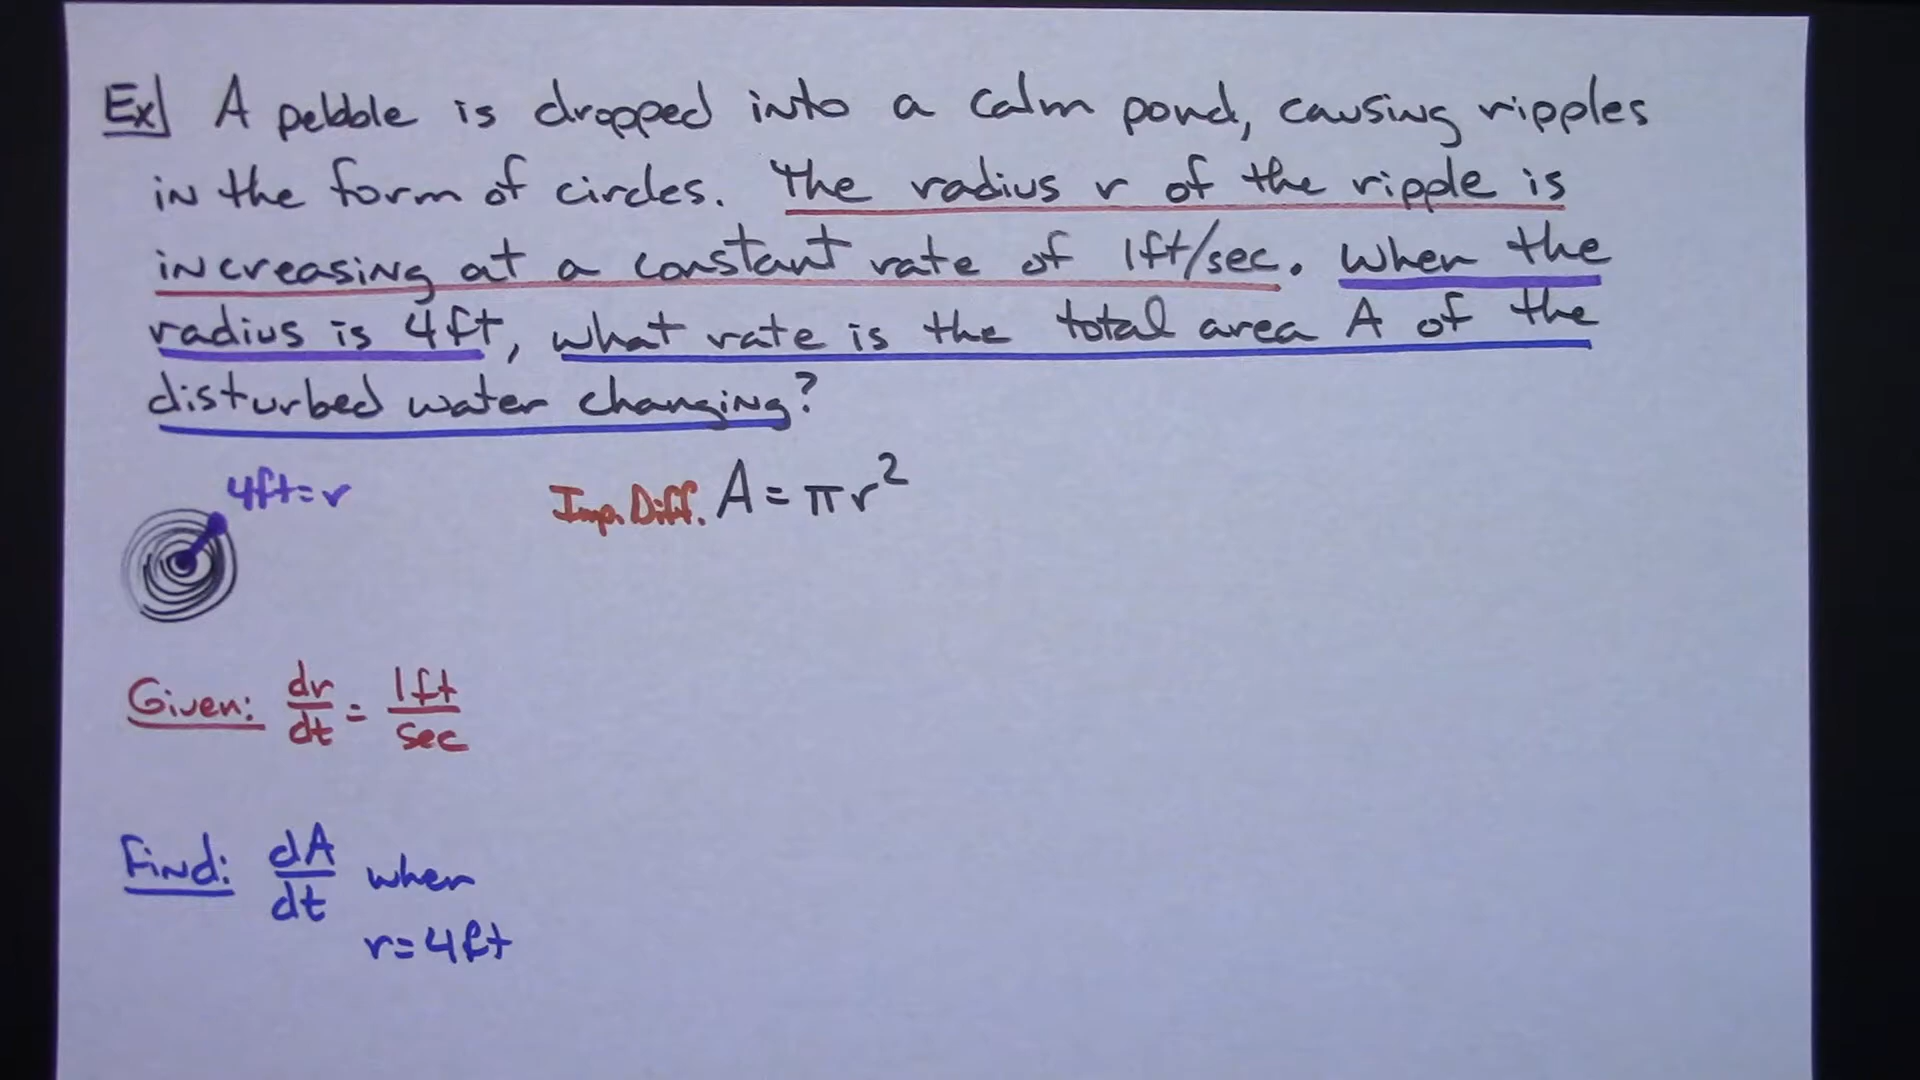 Ex] A pebble is dropped into a calm pond, causing ripples
in the form of circles. The radius r of the ripple is
increasing at a constant rate of 1ft/sec. When the
radius is 4ft, what rate is the total area A of the
disturbed water changing?
4ft=r
Imp. Diff. A = πr²
Given: dr/dt = 1ft/sec
Find: dA/dt when
r=4ft